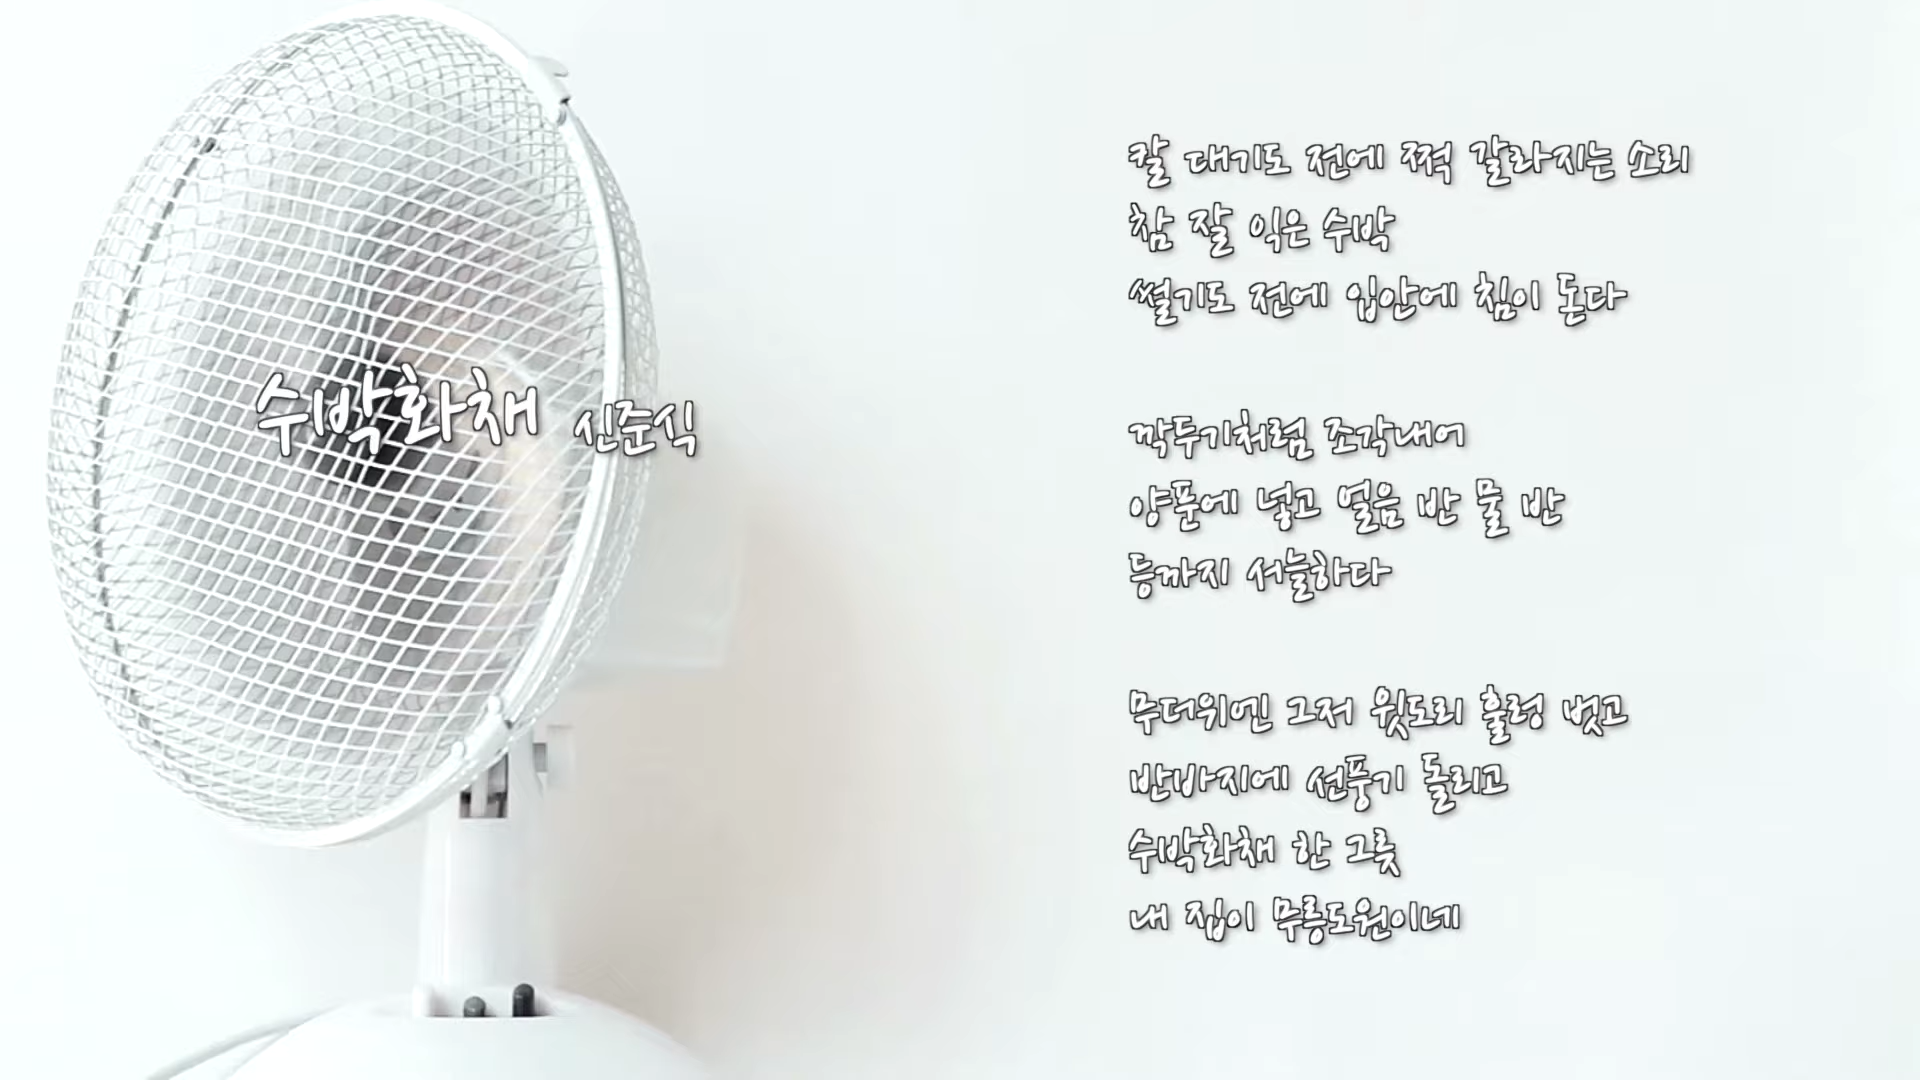 수박화채 신준식
칼 대기도 전에 쩍 갈라지는 소리
참 잘 익은 수박
썰기도 전에 입안에 침이 돈다
깍두기처럼 조각내어
양푼에 넣고 얼음 반 물 반
등까지 서늘하다
무더위엔 그저 윗도리 훌렁 벗고
반바지에 선풍기 돌리고
수박화채 한 그릇
내 집이 무릉도원이네